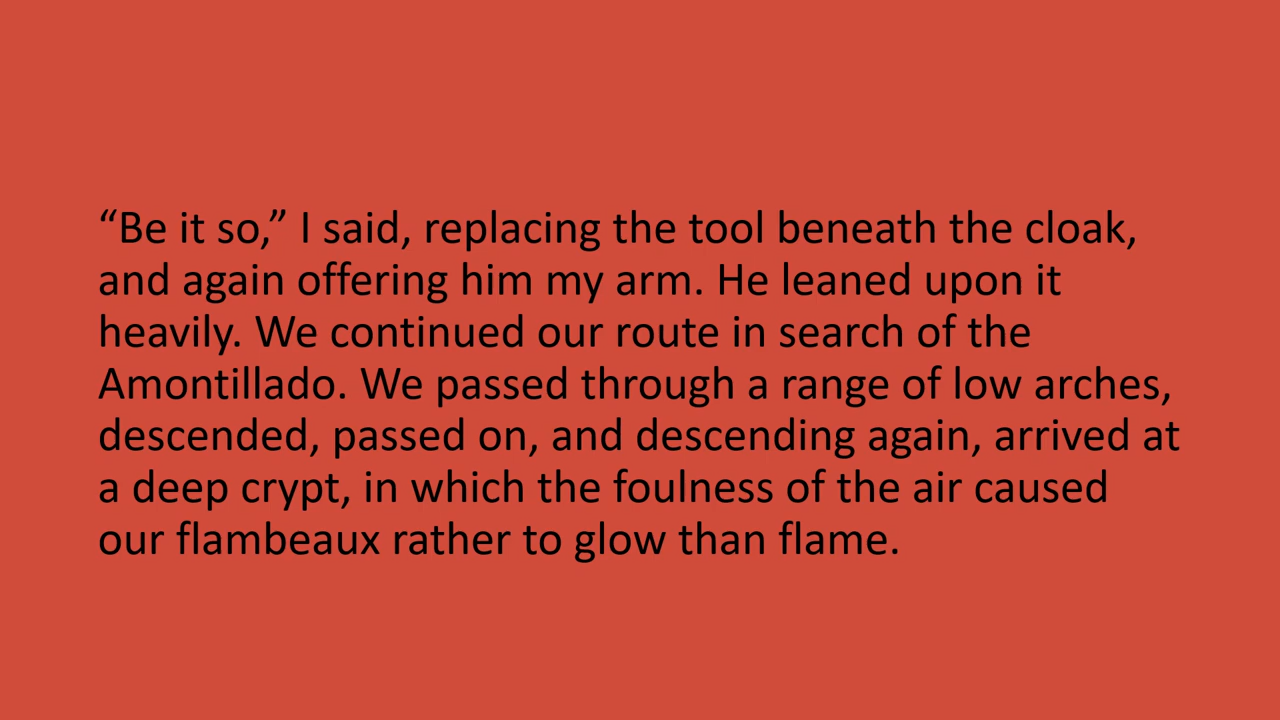 “Be it so,” I said, replacing the tool beneath the cloak,
and again offering him my arm. He leaned upon it
heavily. We continued our route in search of the
Amontillado. We passed through a range of low arches,
descended, passed on, and descending again, arrived at
a deep crypt, in which the foulness of the air caused
our flambeaux rather to glow than flame.